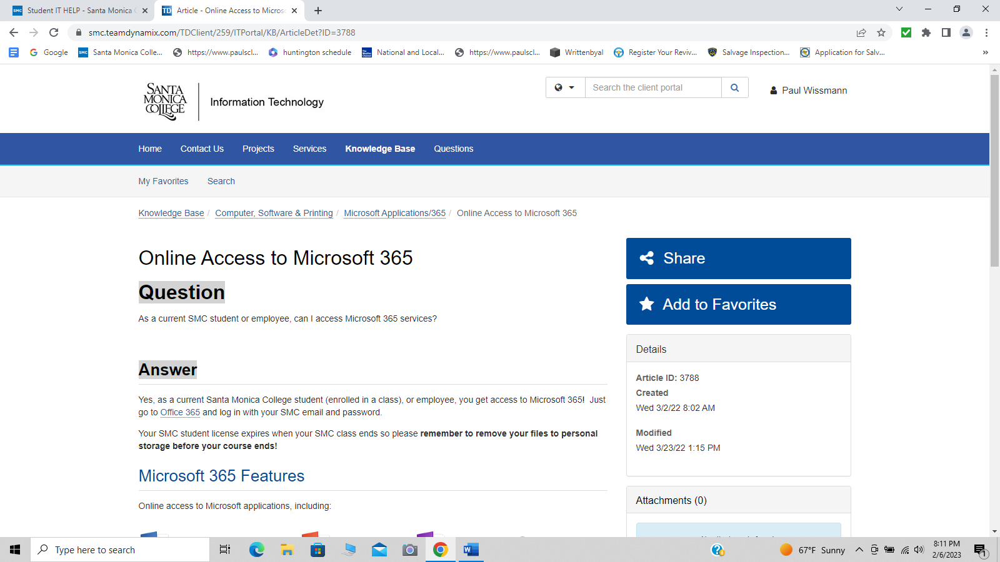 Student IT HELP - Santa Monica
Article - Online Access to Micros
smc.teamdynamix.com/TDClient/259/ITPortal/KB/ArticleDet?ID=3788
Google
SMC Santa Monica Colle...
https://www.paulscl...
huntington schedule
National and Local...
https://www.paulscl...
Writtenbyal
Register Your Reviv...
Salvage Inspection...
Application for Salv...
»
SANTA
MONICA
COLLEGE
Information Technology
Search the client portal
Paul Wissmann
Home Contact Us Projects Services Knowledge Base Questions
My Favorites Search
Knowledge Base / Computer, Software & Printing / Microsoft Applications/365 / Online Access to Microsoft 365
Online Access to Microsoft 365
Question
As a current SMC student or employee, can I access Microsoft 365 services?
Answer
Yes, as a current Santa Monica College student (enrolled in a class), or employee, you get access to Microsoft 365! Just
go to Office 365 and log in with your SMC email and password.
Your SMC student license expires when your SMC class ends so please remember to remove your files to personal
storage before your course ends!
Microsoft 365 Features
Online access to Microsoft applications, including:
Share
Add to Favorites
Details
Article ID: 3788
Created
Wed 3/2/22 8:02 AM
Modified
Wed 3/23/22 1:15 PM
Attachments (0)
Type here to search
67°F Sunny
8:11 PM
2/6/2023
1